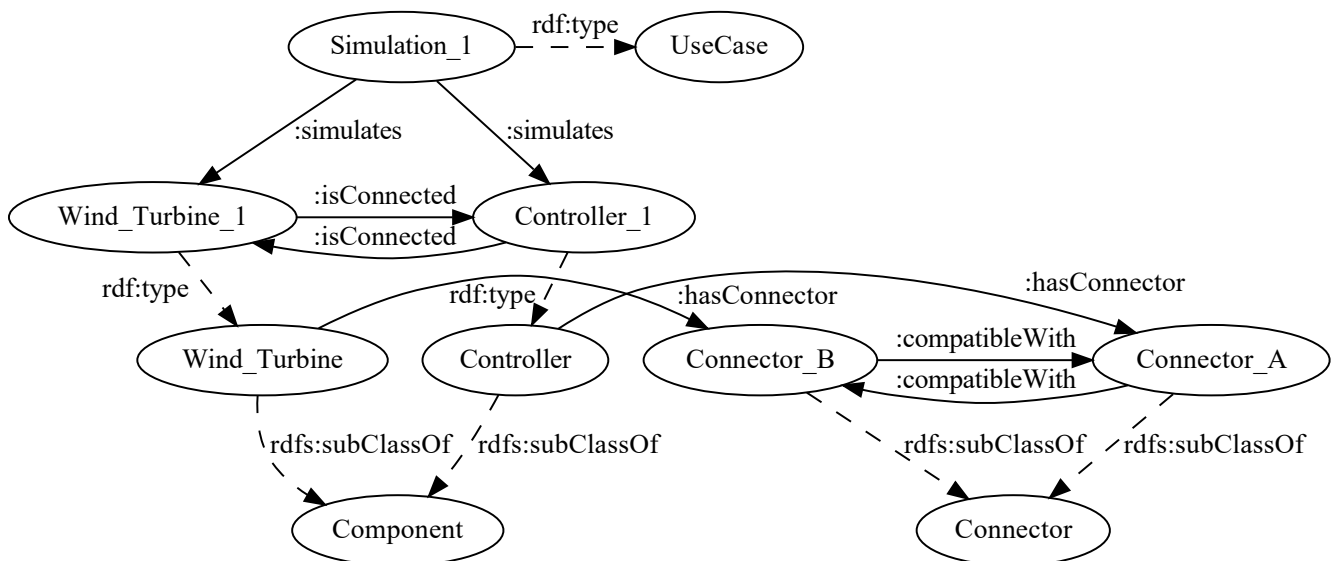 rdf:type
Simulation_1
UseCase
:simulates
:simulates
:isConnected
Wind_Turbine_1
Controller_1
:isConnected
:hasConnector
rdf:type
rdf:type
:hasConnector
:compatibleWith
Wind_Turbine
Controller
Connector_B
Connector_A
:compatibleWith
rdfs:subClassOf
rdfs:subClassOf
rdfs:subClassOf
rdfs:subClassOf
Component
Connector